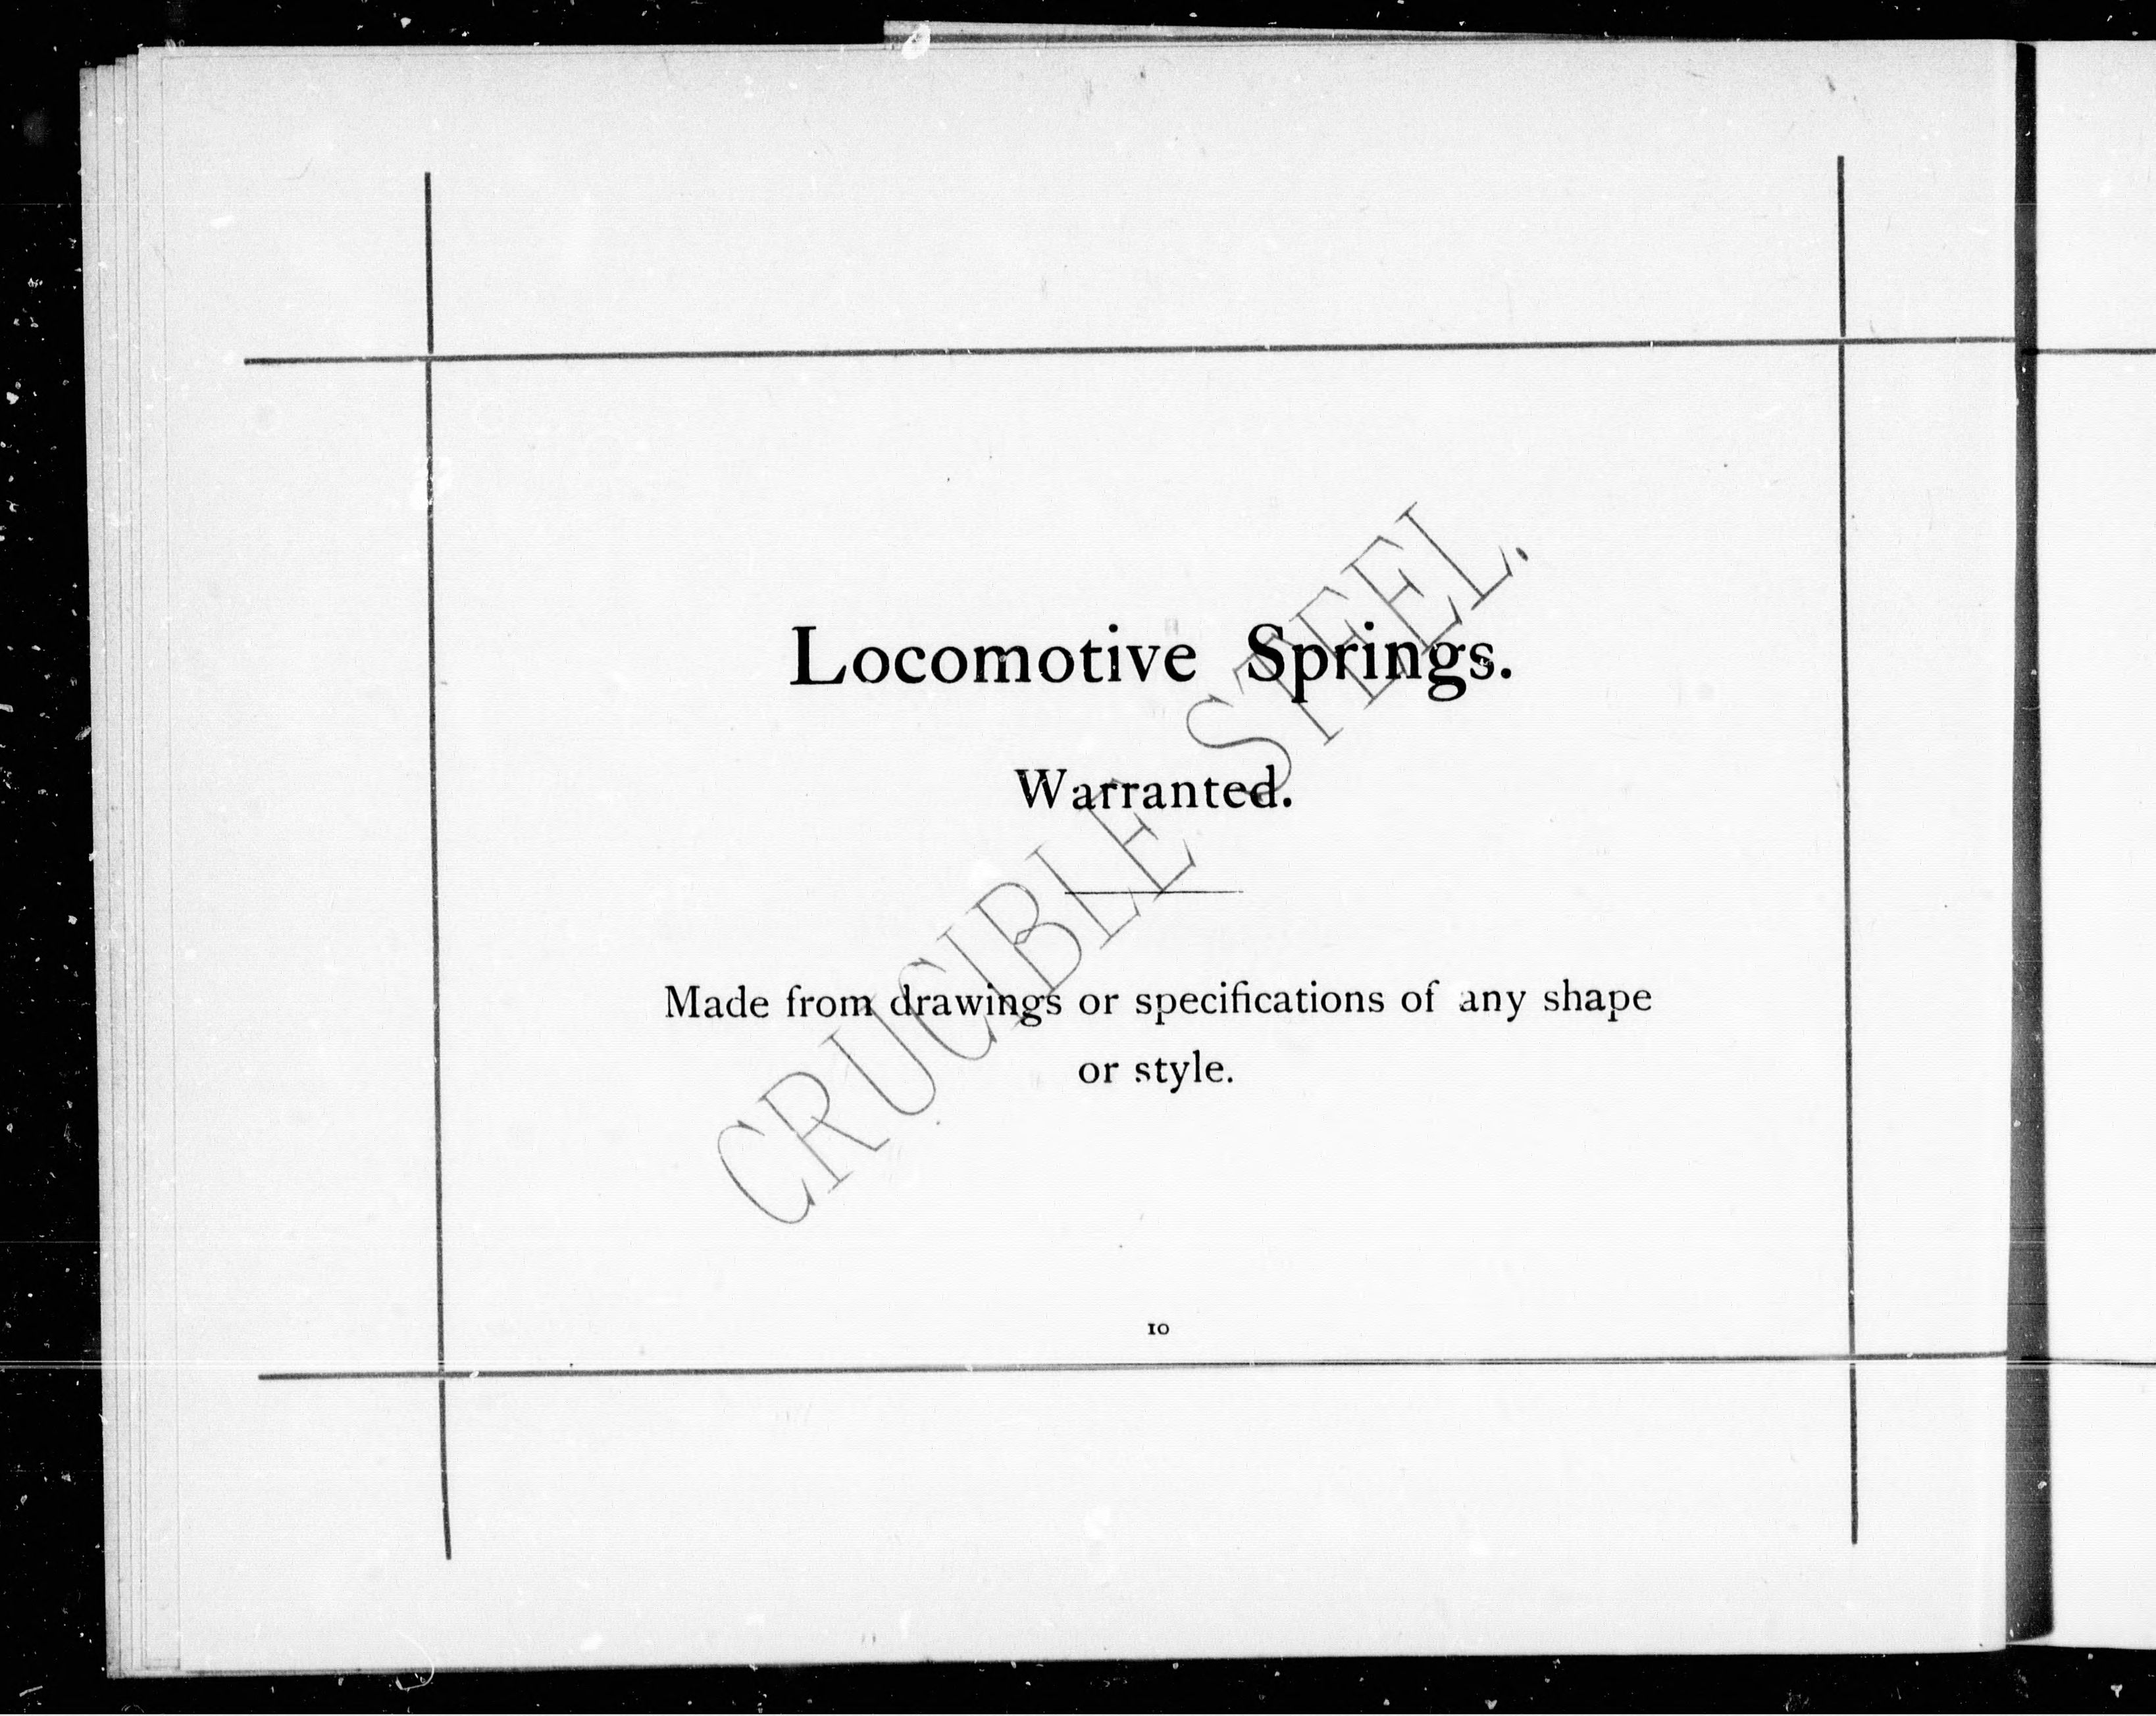 Locomotive Springs.
Warranted.
CRUCIBLE STEEL.
Made from drawings or specifications of any shape
or style.
10